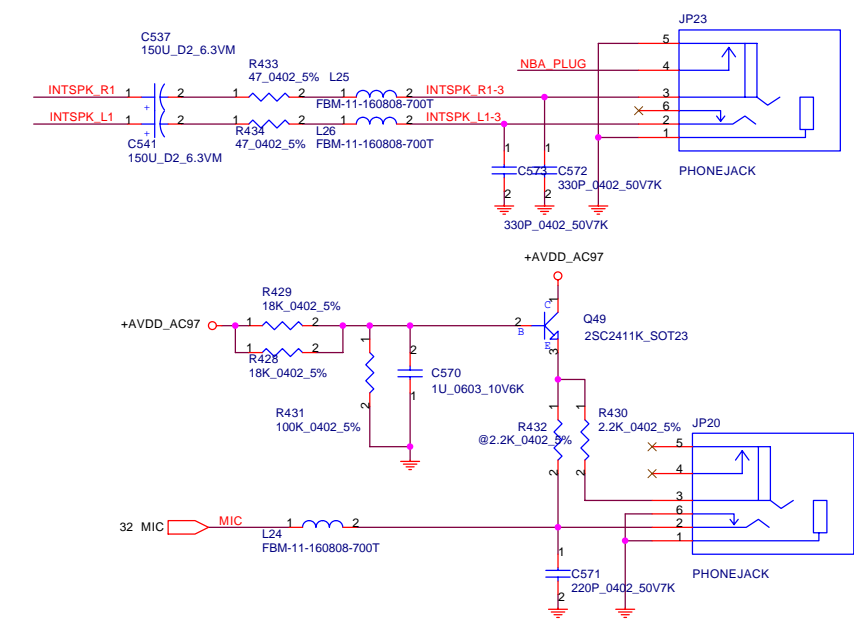 JP23
C537
150U_D2_6.3VM
5
R433
47_0402_5%
L25
NBA_PLUG 4
INTSPK_R1 1 2 1 2 1 2 INTSPK_R1-3 3
+
FBM-11-160808-700T
6
INTSPK_L1 1 2 1 2 1 2 INTSPK_L1-3 2
+
R434
47_0402_5%
L26
FBM-11-160808-700T
1
C541
150U_D2_6.3VM
1 1
C573 C572
330P_0402_50V7K
PHONEJACK
2 2
330P_0402_50V7K
+AVDD_AC97
R429
18K_0402_5%
C 1
+AVDD_AC97 1 2 2 B
Q49
2SC2411K_SOT23
1 2
R428
18K_0402_5%
E 3
1 2
C570
1U_0603_10V6K
2 1
R431
100K_0402_5%
1 1
R432
@2.2K_0402_5%
R430
2.2K_0402_5%
JP20
5
2 2
4
3
6
32 MIC MIC 1 2 2
L24
FBM-11-160808-700T
1
1
C571
220P_0402_50V7K
2
PHONEJACK